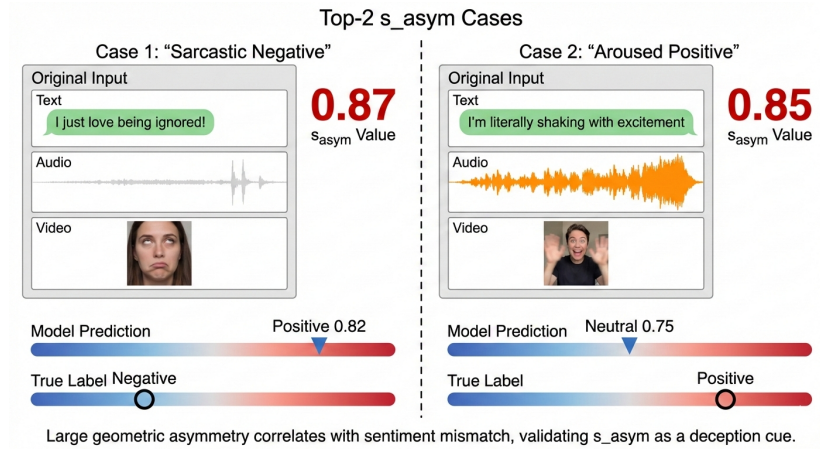 Top-2 s_asym Cases
Case 1: “Sarcastic Negative”
Original Input
Text
I just love being ignored!
Audio
Video
0.87
s_asym Value
Model Prediction
Positive 0.82
True Label
Negative
Case 2: “Aroused Positive”
Original Input
Text
I'm literally shaking with excitement
Audio
Video
0.85
s_asym Value
Model Prediction
Neutral 0.75
True Label
Positive
Large geometric asymmetry correlates with sentiment mismatch, validating s_asym as a deception cue.